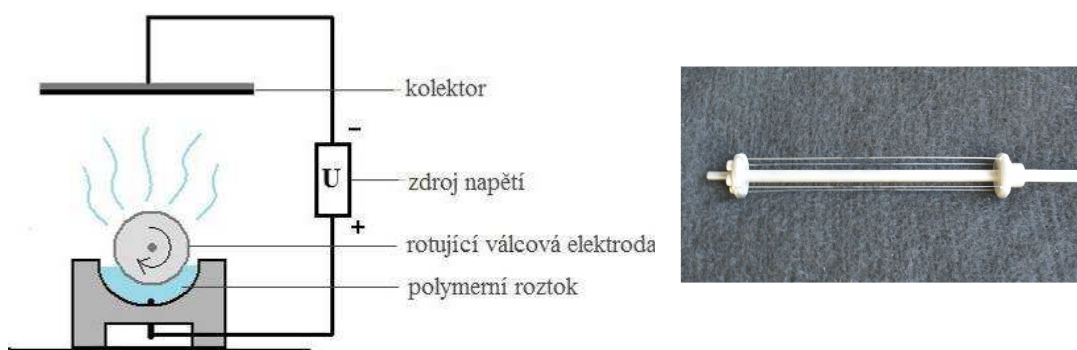 kolektor
-
U
zdroj napětí
+
rotující válcová elektroda
polymerní roztok